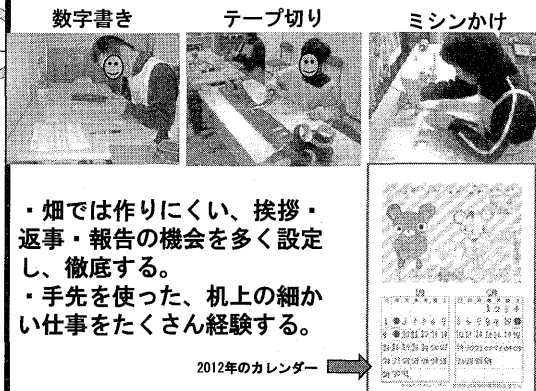 数字書き
テープ切り
ミシンかけ
・畑では作りにくい、挨拶・
返事・報告の機会を多く設定
し、徹底する。
・手先を使った、机上の細か
い仕事をたくさん経験する。
2012年のカレンダー